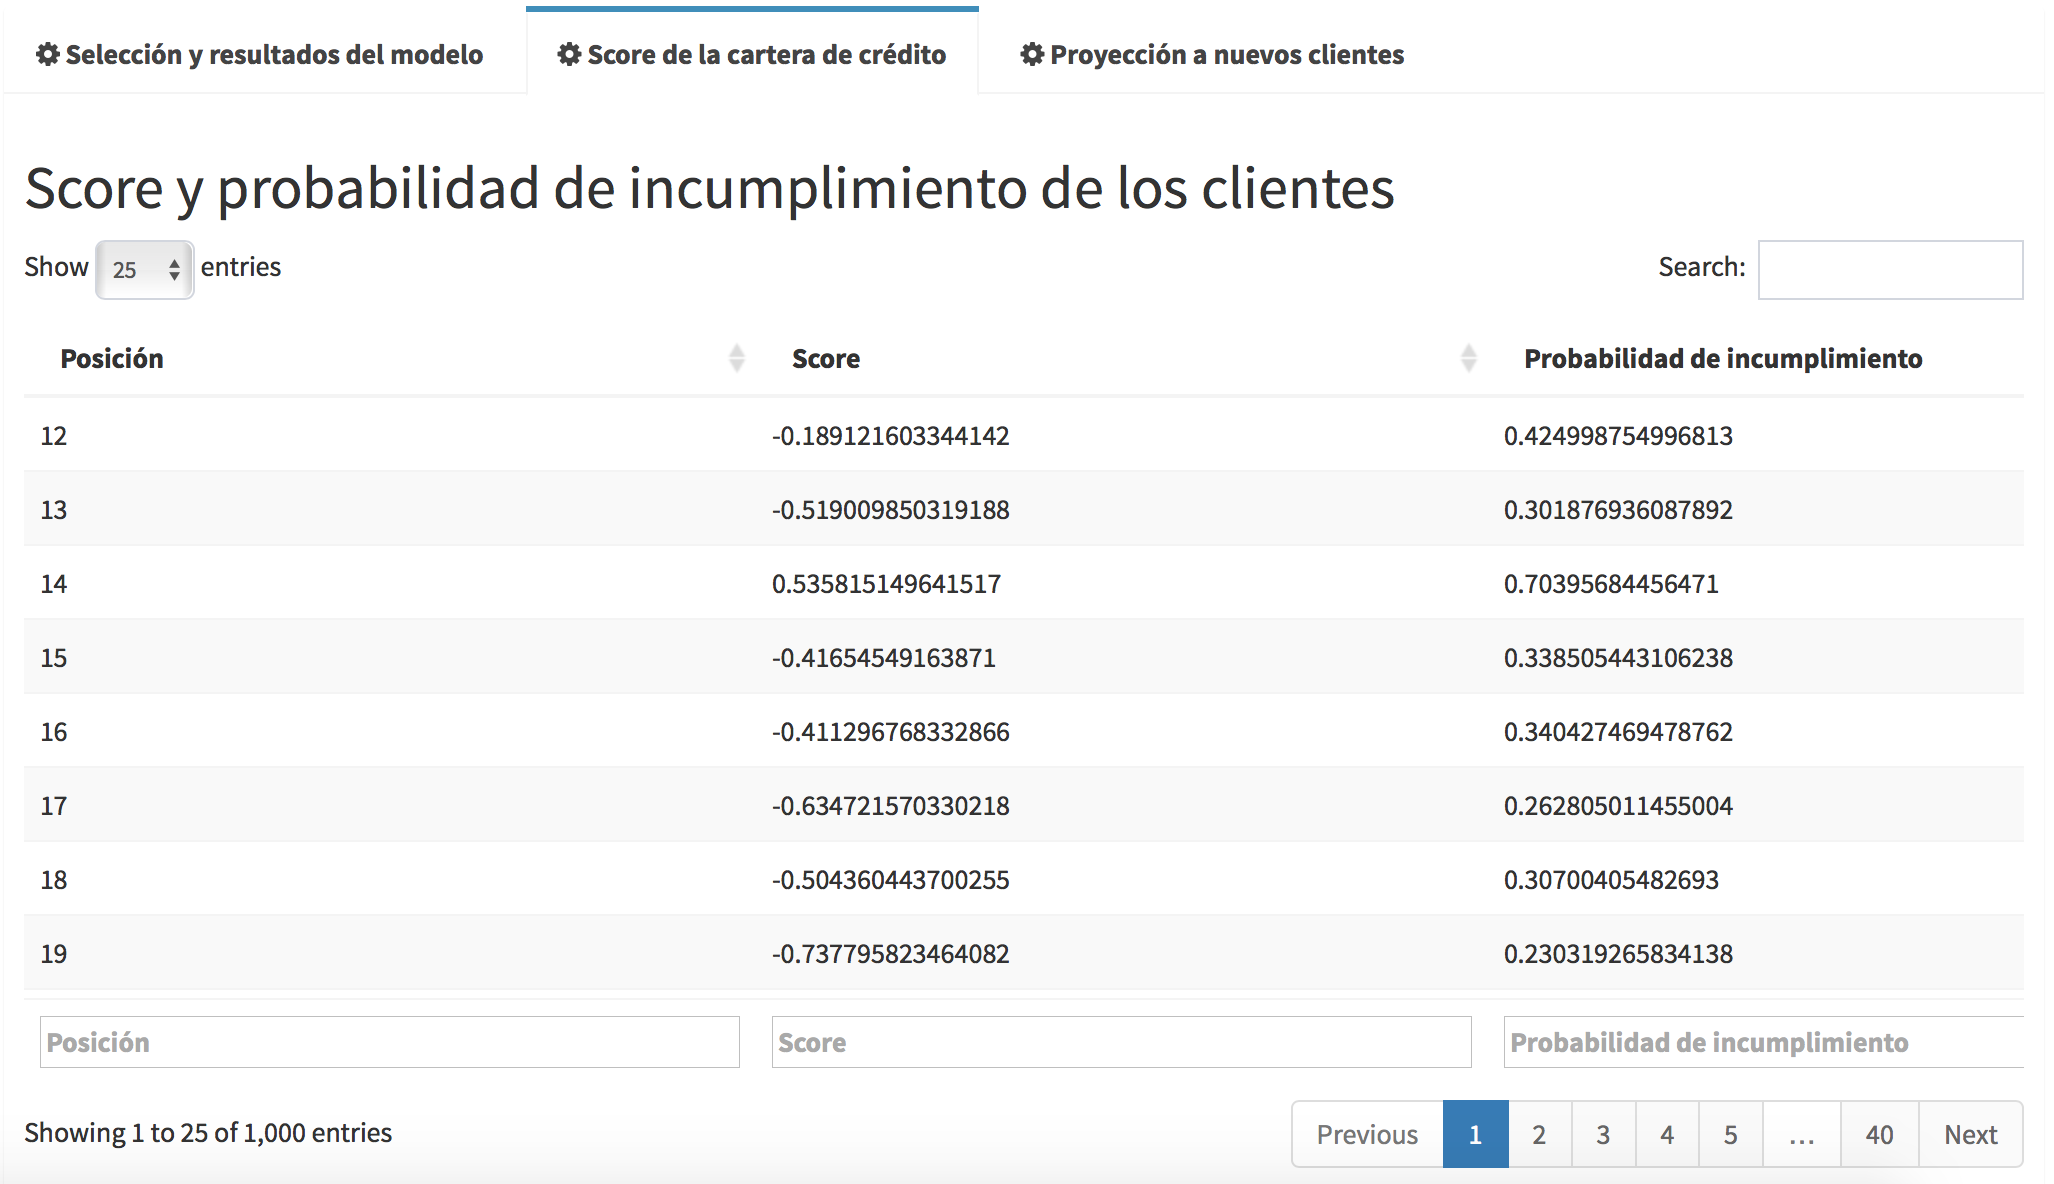 Selección y resultados del modelo Score de la cartera de crédito Proyección a nuevos clientes
Score y probabilidad de incumplimiento de los clientes
Show 25 entries Search:
Posición Score Probabilidad de incumplimiento
12 -0.189121603344142 0.424998754996813
13 -0.519009850319188 0.301876936087892
14 0.535815149641517 0.70395684456471
15 -0.41654549163871 0.338505443106238
16 -0.411296768332866 0.340427469478762
17 -0.634721570330218 0.262805011455004
18 -0.504360443700255 0.30700405482693
19 -0.737795823464082 0.230319265834138
Posición Score Probabilidad de incumplimiento
Showing 1 to 25 of 1,000 entries Previous 1 2 3 4 5 … 40 Next